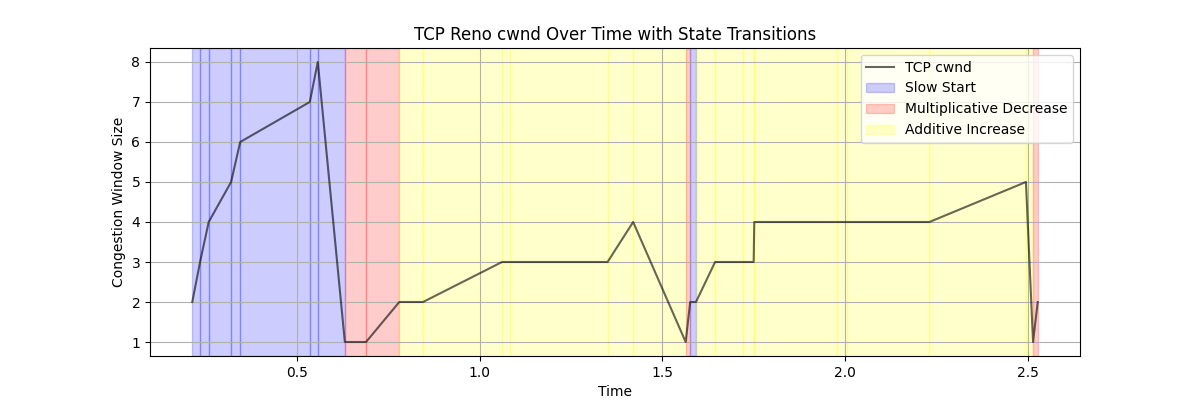 TCP Reno cwnd Over Time with State Transitions
Congestion Window Size
8
7
6
5
4
3
2
1
TCP cwnd
Slow Start
Multiplicative Decrease
Additive Increase
0.5
1.0
1.5
2.0
2.5
Time